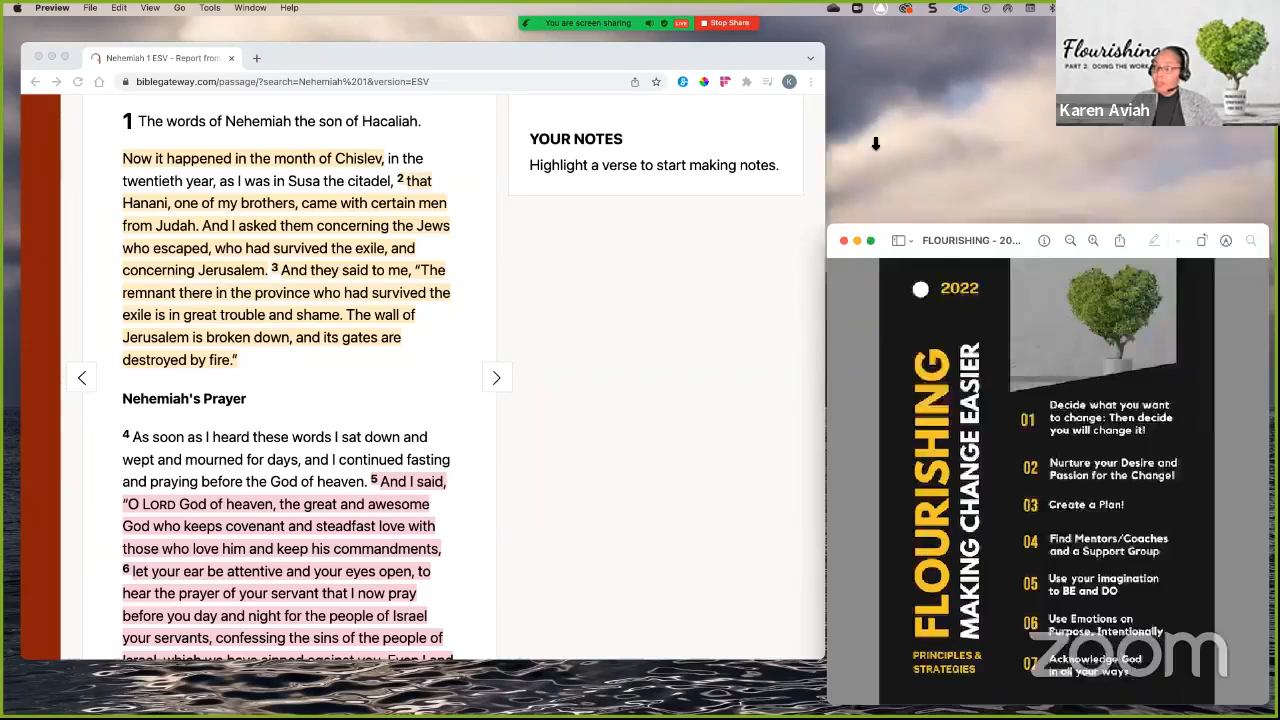 Preview File Edit View Go Tools Window Help
You are screen sharing LIVE Stop Share
Nehemiah 1 ESV - Report from
biblegateway.com/passage/?search=Nehemiah%201&version=ESV
K
1 The words of Nehemiah the son of Hacaliah.
Now it happened in the month of Chislev, in the
twentieth year, as I was in Susa the citadel, 2 that
Hanani, one of my brothers, came with certain men
from Judah. And I asked them concerning the Jews
who escaped, who had survived the exile, and
concerning Jerusalem. 3 And they said to me, “The
remnant there in the province who had survived the
exile is in great trouble and shame. The wall of
Jerusalem is broken down, and its gates are
destroyed by fire.”
Nehemiah's Prayer
4 As soon as I heard these words I sat down and
wept and mourned for days, and I continued fasting
and praying before the God of heaven. 5 And I said,
“O LORD God of heaven, the great and awesome
God who keeps covenant and steadfast love with
those who love him and keep his commandments,
6 let your ear be attentive and your eyes open, to
hear the prayer of your servant that I now pray
before you day and night for the people of Israel
your servants, confessing the sins of the people of
YOUR NOTES
Highlight a verse to start making notes.
Flourishing
PART 2: DOING THE WORK
Karen Aviah
FLOURISHING - 20...
2022
FLOURISHING
MAKING CHANGE EASIER
PRINCIPLES &
STRATEGIES
01 Decide what you want
to change: Then decide
you will change it!
02 Nurture your Desire and
Passion for the Change!
03 Create a Plan!
04 Find Mentors/Coaches
and a Support Group
05 Use your Imagination
to BE and DO
06 Use Emotions on
Purpose, Intentionally
07 Acknowledge God
in all your ways
zoom